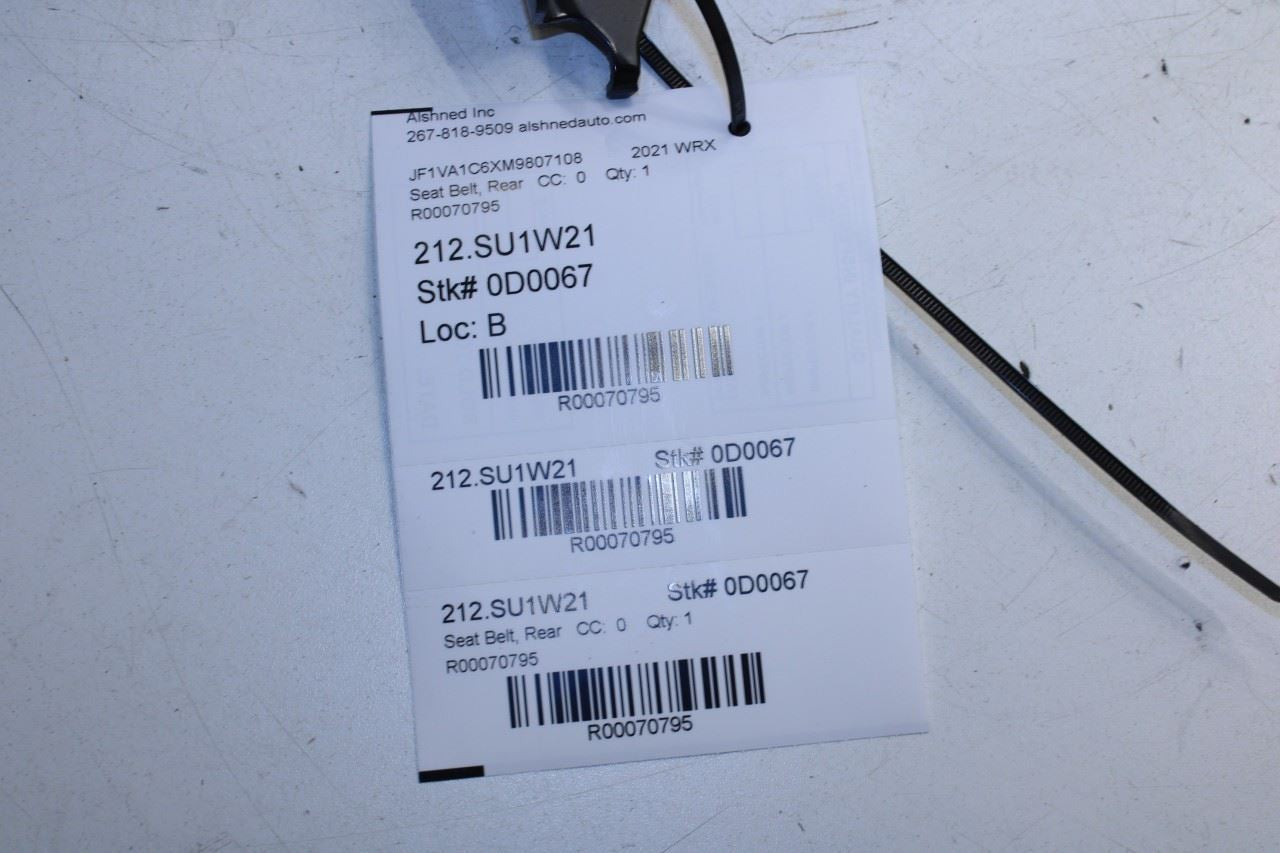 Alshned Inc
267-818-9509 alshnedauto.com
JF1VA1C6XM9807108 2021 WRX
Seat Belt, Rear CC: 0 Qty: 1
R00070795
212.SU1W21
Stk# 0D0067
Loc: B
R00070795
212.SU1W21 Stk# 0D0067
R00070795
212.SU1W21 Stk# 0D0067
Seat Belt, Rear CC: 0 Qty: 1
R00070795
R00070795